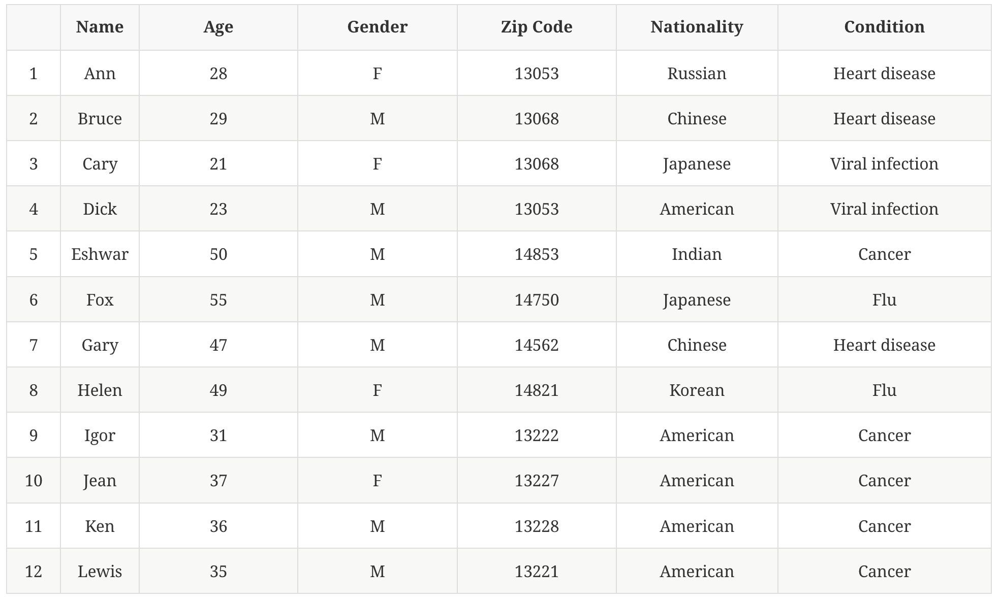 Name Age Gender Zip Code Nationality Condition
1 Ann 28 F 13053 Russian Heart disease
2 Bruce 29 M 13068 Chinese Heart disease
3 Cary 21 F 13068 Japanese Viral infection
4 Dick 23 M 13053 American Viral infection
5 Eshwar 50 M 14853 Indian Cancer
6 Fox 55 M 14750 Japanese Flu
7 Gary 47 M 14562 Chinese Heart disease
8 Helen 49 F 14821 Korean Flu
9 Igor 31 M 13222 American Cancer
10 Jean 37 F 13227 American Cancer
11 Ken 36 M 13228 American Cancer
12 Lewis 35 M 13221 American Cancer